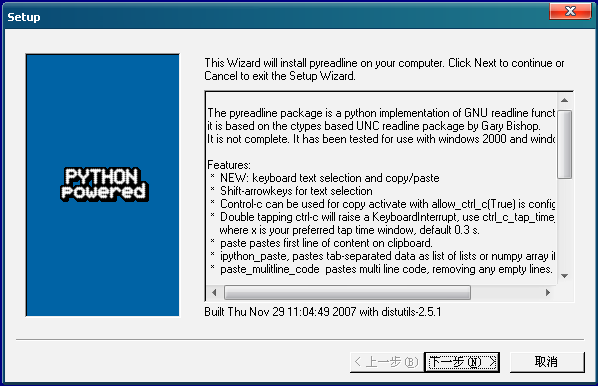 Setup
This Wizard will install pyreadline on your computer. Click Next to continue or
Cancel to exit the Setup Wizard.
PYTHON
powered
The pyreadline package is a python implementation of GNU readline funct
it is based on the ctypes based UNC readline package by Gary Bishop.
It is not complete. It has been tested for use with windows 2000 and windo
Features:
* NEW: keyboard text selection and copy/paste
* Shift-arrowkeys for text selection
* Control-c can be used for copy activate with allow_ctrl_c(True) is config
* Double tapping ctrl-c will raise a KeyboardInterrupt, use ctrl_c_tap_time_
where x is your preferred tap time window, default 0.3 s.
* paste pastes first line of content on clipboard.
* ipython_paste, pastes tab-separated data as list of lists or numpy array if
* paste_mulitline_code pastes multi line code, removing any empty lines.
Built Thu Nov 29 11:04:49 2007 with distutils-2.5.1
< 上一步(B) 下一步(N) > 取消